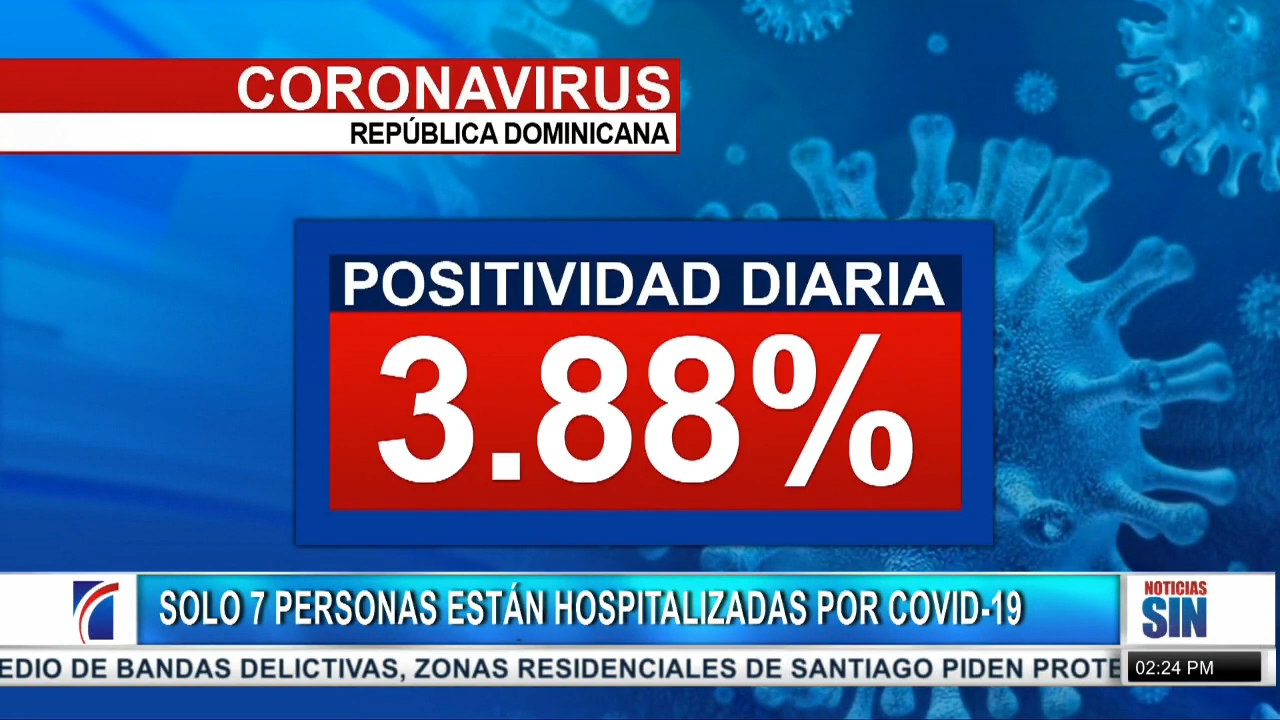 CORONAVIRUS
REPÚBLICA DOMINICANA
POSITIVIDAD DIARIA
3.88%
SOLO 7 PERSONAS ESTÁN HOSPITALIZADAS POR COVID-19
NOTICIAS
SIN
EDIO DE BANDAS DELICTIVAS, ZONAS RESIDENCIALES DE SANTIAGO PIDEN PROTE
02:24 PM